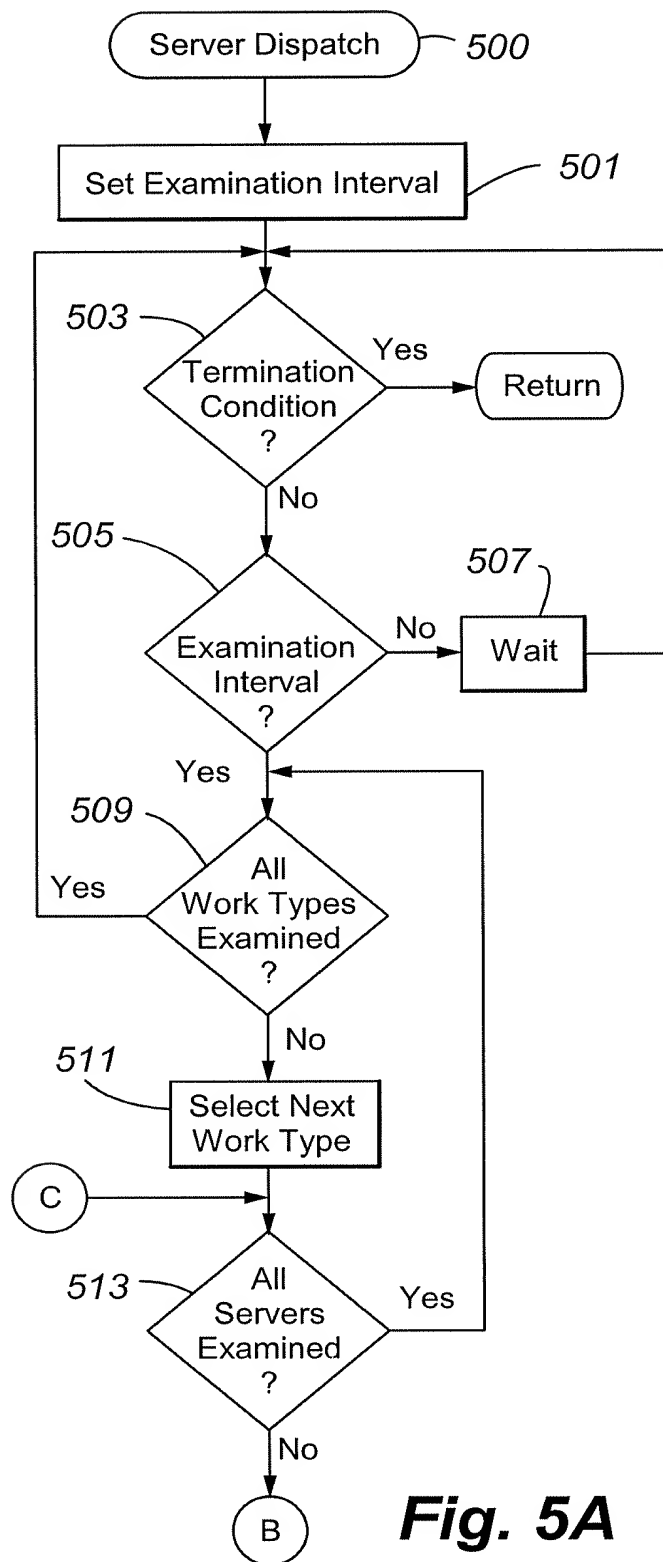 Server Dispatch
500
Set Examination Interval
501
503
Termination
Condition
?
Yes
Return
No
505
Examination
Interval
?
No
507
Wait
Yes
509
All
Work Types
Examined
?
Yes
No
511
Select Next
Work Type
C
513
All
Servers
Examined
?
Yes
No
B
Fig. 5A